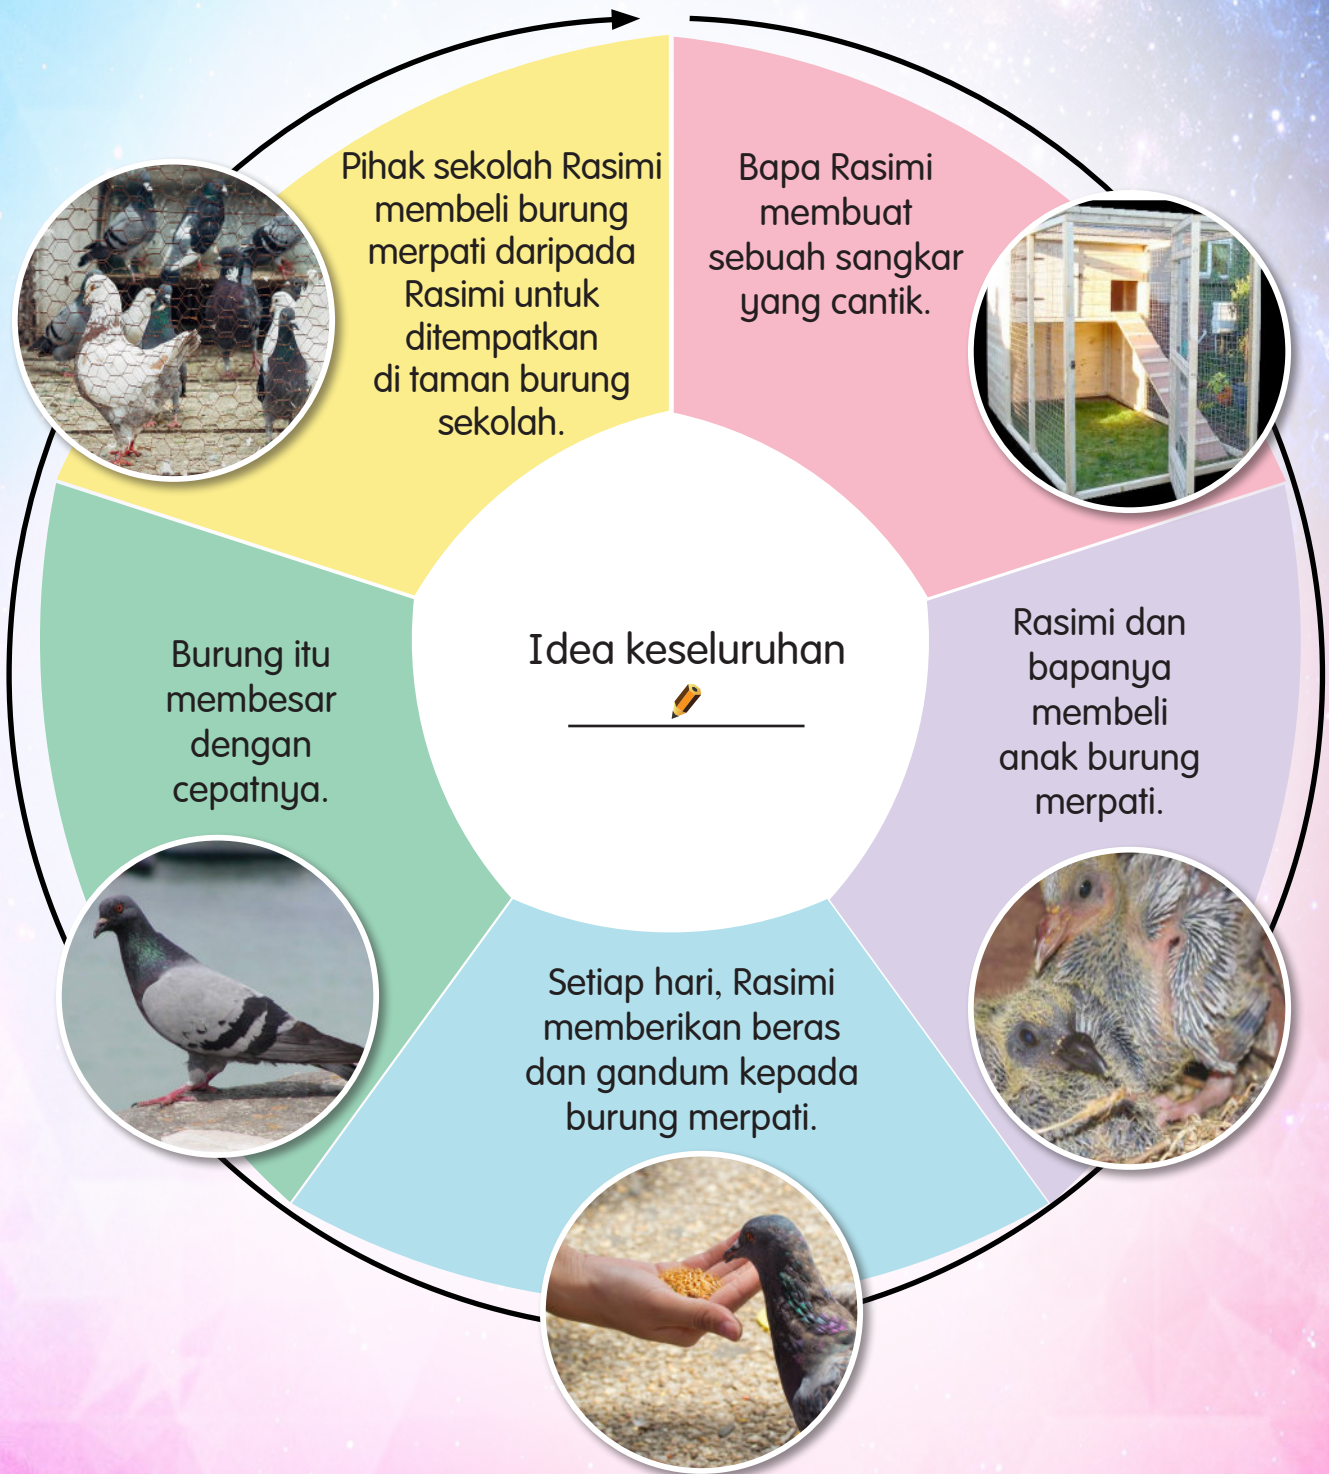 Bapa Rasimi
membuat
sebuah sangkar
yang cantik.
Rasimi dan
bapanya
membeli
anak burung
merpati.
Setiap hari, Rasimi
memberikan beras
dan gandum kepada
burung merpati.
Burung itu
membesar
dengan
cepatnya.
Pihak sekolah Rasimi
membeli burung
merpati daripada
Rasimi untuk
ditempatkan
di taman burung
sekolah.
Idea keseluruhan